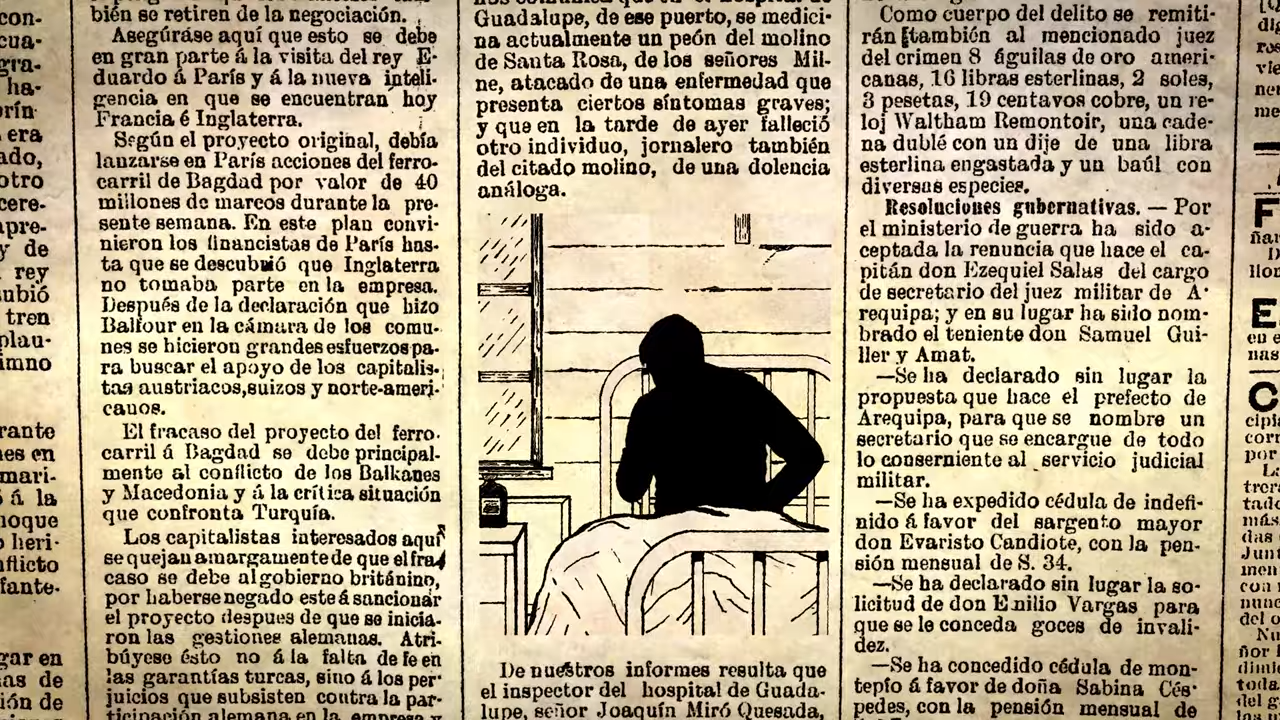 bién se retiren de la negociación.
Asegúrase aquí que esto se debe
en gran parte á la visita del rey E-
duardo á París y á la nueva inteli-
gencia en que se encuentran hoy
Francia é Inglaterra.
Según el proyecto original, debía
lanzarse en París acciones del ferro-
carril de Bagdad por valor de 40
millones de marcos durante la pre-
sente semana. En este plan convi-
nieron los financistas de París has-
ta que se descubuió que Inglaterra
no tomaba parte en la empresa.
Después de la declaración que hizo
Balfour en la cámara de los comu-
nes se hicieron grandes esfuerzos pa-
ra buscar el apoyo de los capitalis-
tas austriacos, suizos y norte-ameri-
canos.
El fracaso del proyecto del ferro-
carril á Bagdad se debe principal-
mente al conflicto de los Balkanes
y Macedonia y á la crítica situación
que confronta Turquía.
Los capitalistas interesados aquí
se quejan amargamente de que el fra
caso se debe al gobierno británino,
por haberse negado este á sancionar
el proyecto despues de que se inicia-
ron las gestiones alemanas. Atri-
búyese ésto no á la falta de fe en
las garantías turcas, sino á los per-
juicios que subsisten contra la par-
ticipación alemana en la empresa y
Guadalupe, de ese puerto, se medici-
na actualmente un peón del molino
de Santa Rosa, de los señores Mil-
ne, atacado de una enfermedad que
presenta ciertos síntomas graves;
y que en la tarde de ayer falleció
otro individuo, jornalero también
del citado molino, de una dolencia
análoga.
De nuestros informes resulta que
el inspector del hospital de Guada-
lupe, señor Joaquín Miró Quesada,
Como cuerpo del delito se remiti-
rán también al mencionado juez
del crimen 8 águilas de oro ameri-
canas, 16 libras esterlinas, 2 soles,
3 pesetas, 19 centavos cobre, un re-
loj Waltham Remontoir, una cade-
na dublé con un dije de una libra
esterlina engastada y un baúl con
diversas especies.
Resoluciones gubernativas. — Por
el ministerio de guerra ha sido a-
ceptada la renuncia que hace el ca-
pitán don Ezequiel Salas del cargo
de secretario del juez militar de A-
requipa; y en su lugar ha sido nom-
brado el teniente don Samuel Gui-
ller y Amat.
—Se ha declarado sin lugar la
propuesta que hace el prefecto de
Arequipa, para que se nombre un
secretario que se encargue de todo
lo conserniente al servicio judicial
militar.
—Se ha expedido cédula de indefi-
nido á favor del sargento mayor
don Evaristo Candiote, con la pen-
sión mensual de S. 34.
—Se ha declarado sin lugar la so-
licitud de don Emilio Vargas para
que se le conceda goces de invali-
dez.
—Se ha concedido cédula de mon-
tepío á favor de doña Sabina Cés-
pedes, con la pensión mensual de